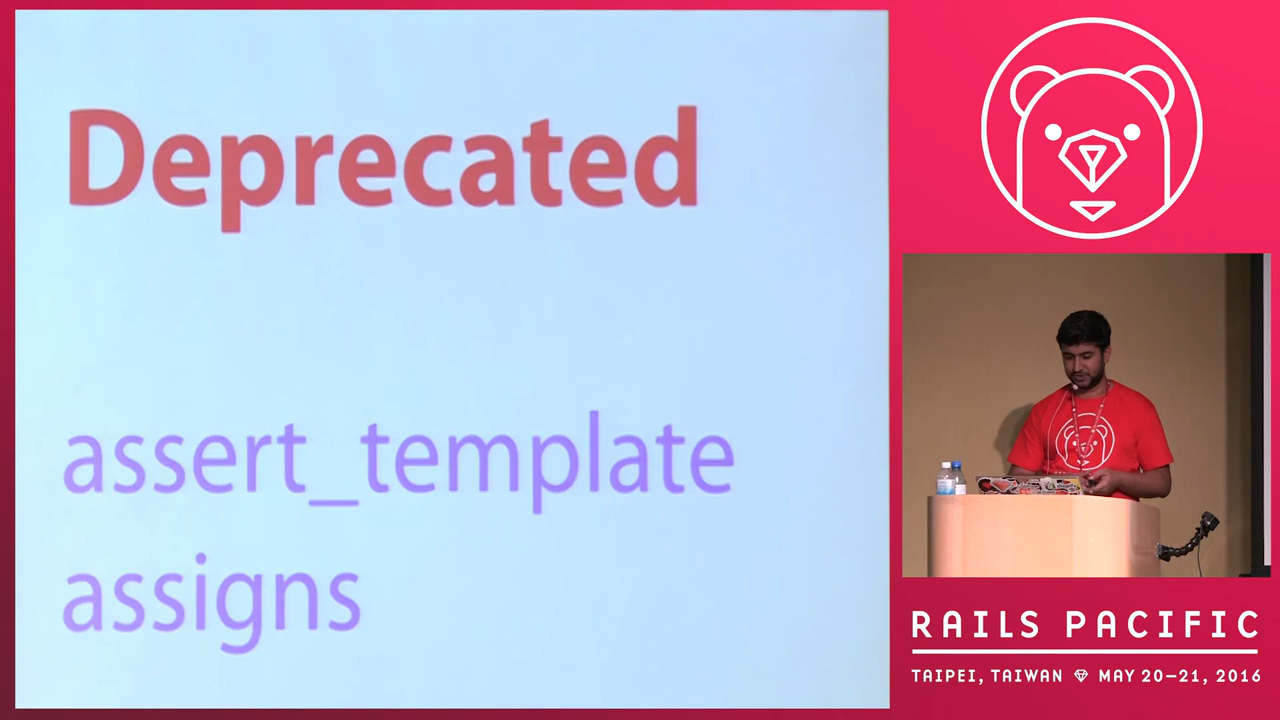 Deprecated
assert_template
assigns
RAILS PACIFIC
TAIPEI, TAIWAN MAY 20–21, 2016